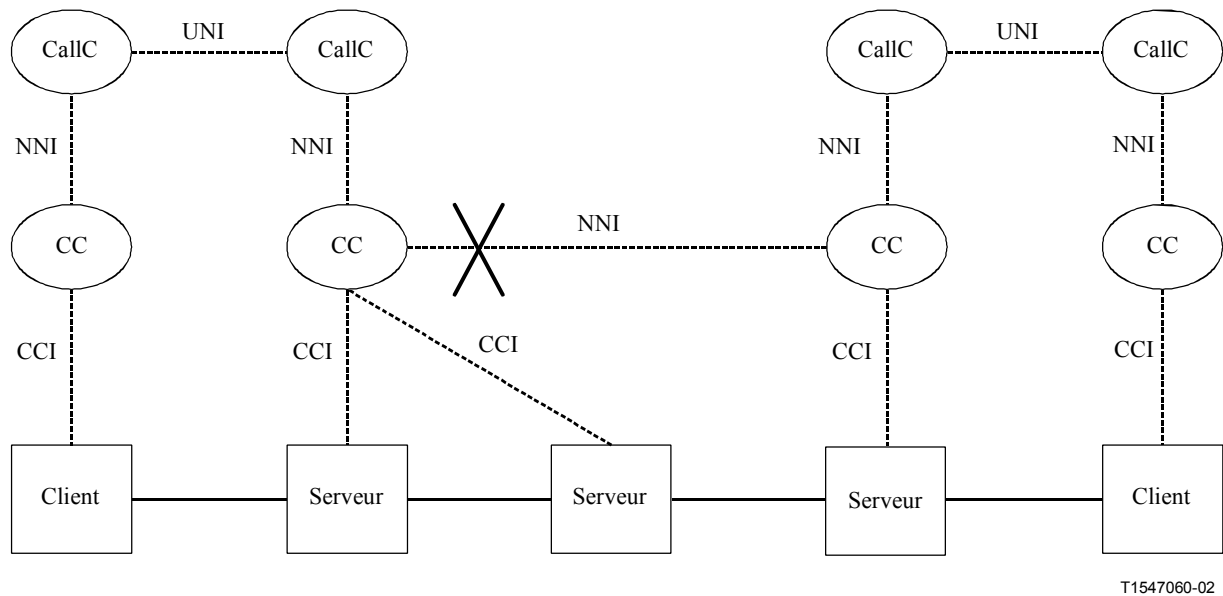 UNI
UNI
CallC
CallC
CallC
CallC
NNI
NNI
NNI
NNI
NNI
CC
CC
CC
CC
CCI
CCI
CCI
CCI
CCI
Client
Serveur
Serveur
Serveur
Client
T1547060-02